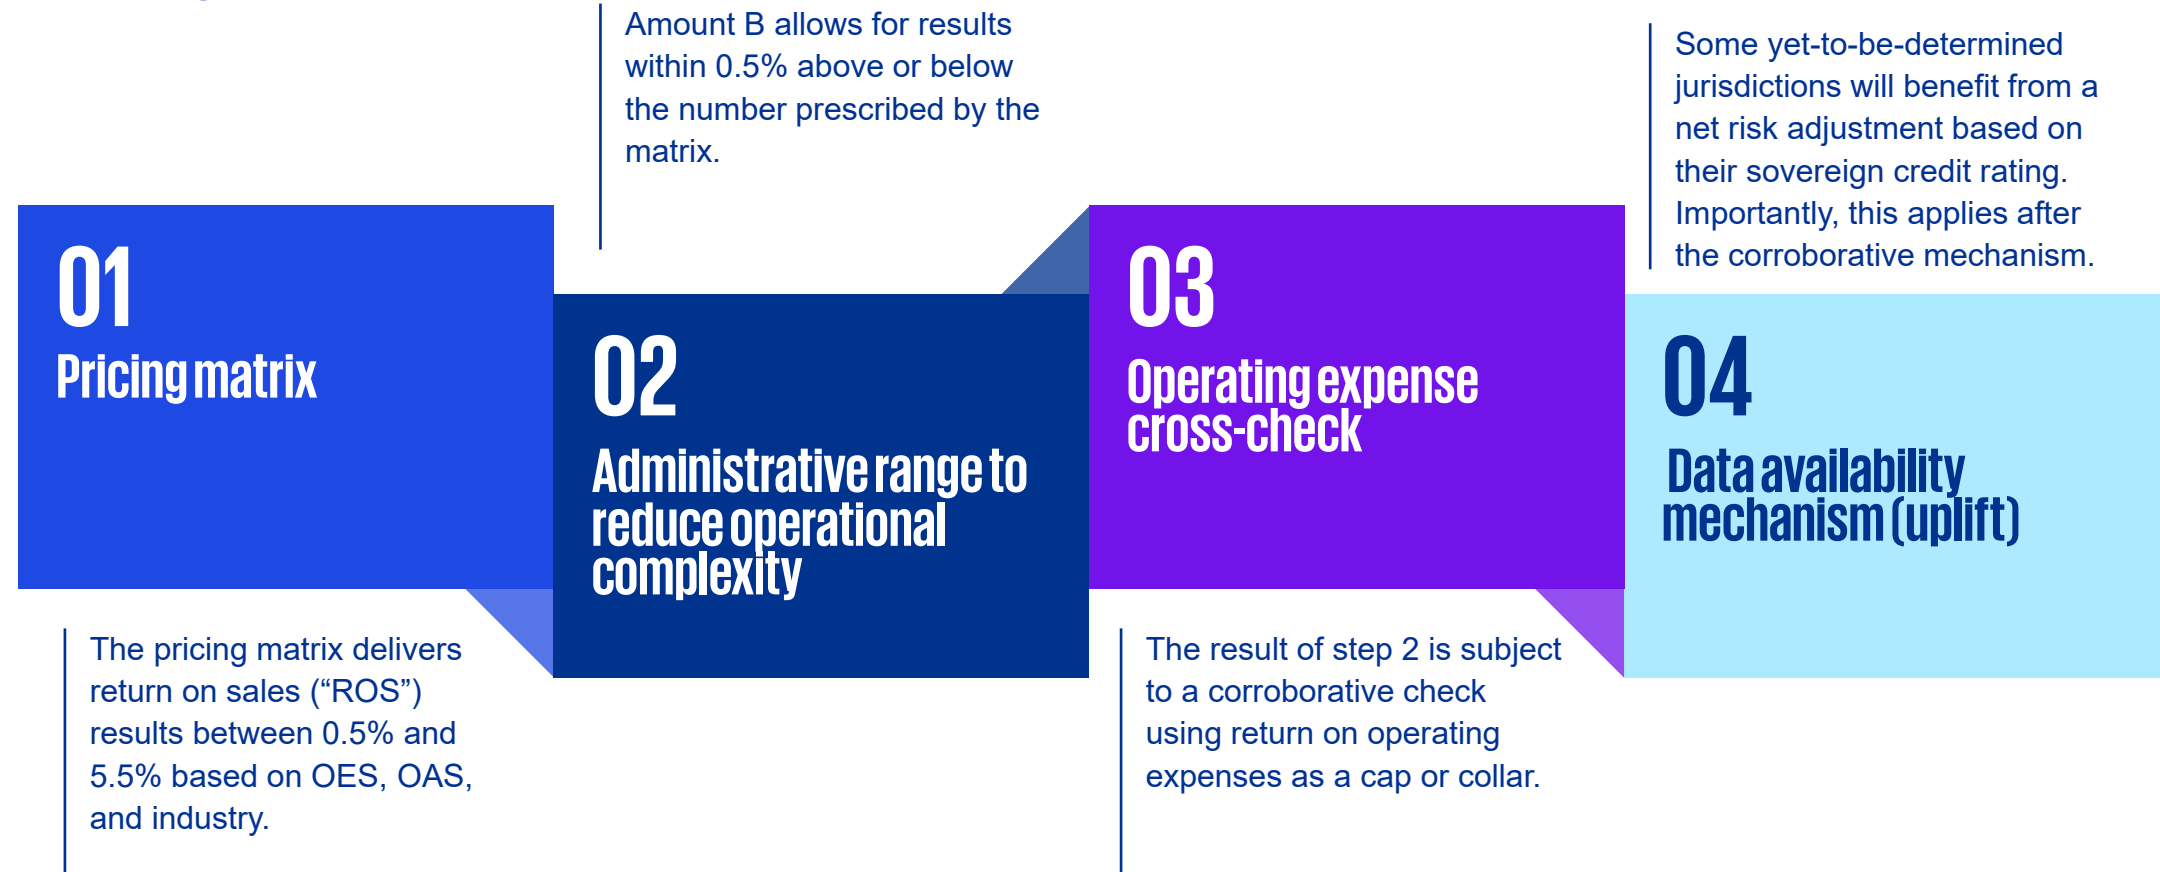 01
Pricing matrix
The pricing matrix delivers
return on sales (“ROS”)
results between 0.5% and
5.5% based on OES, OAS,
and industry.
Amount B allows for results
within 0.5% above or below
the number prescribed by the
matrix.
02
Administrative range to
reduce operational
complexity
03
Operating expense
cross-check
The result of step 2 is subject
to a corroborative check
using return on operating
expenses as a cap or collar.
Some yet-to-be-determined
jurisdictions will benefit from a
net risk adjustment based on
their sovereign credit rating.
Importantly, this applies after
the corroborative mechanism.
04
Data availability
mechanism (uplift)